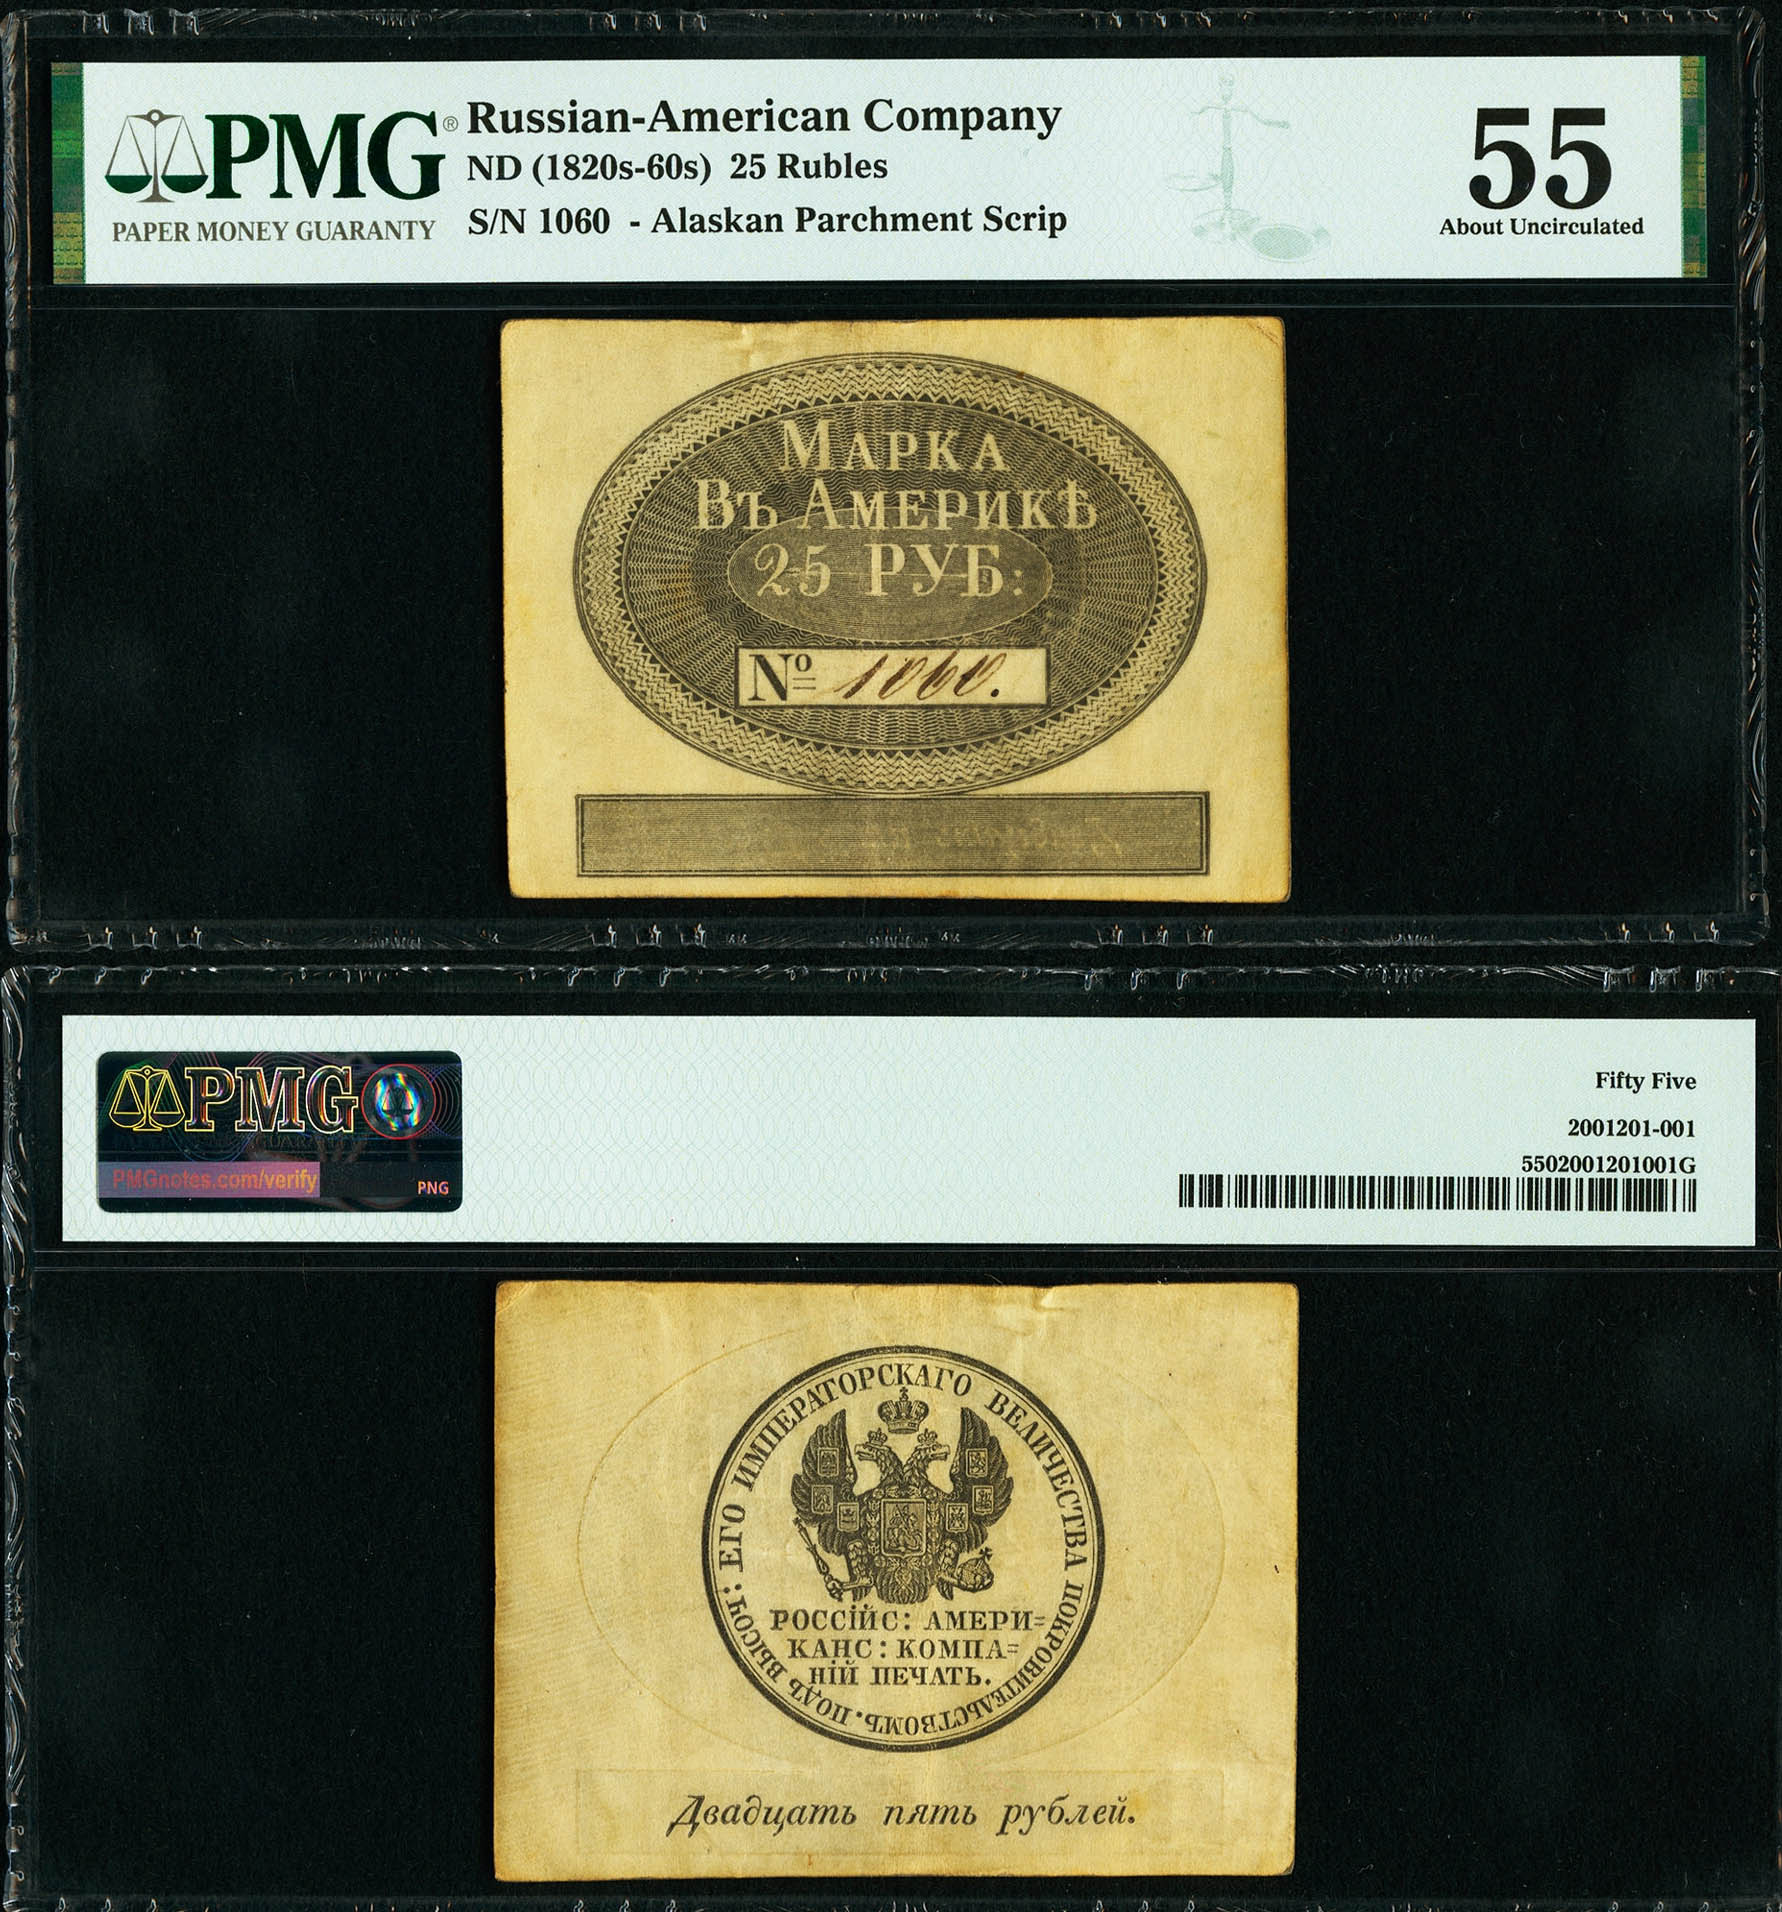 PMG® Russian-American Company
PAPER MONEY GUARANTY
ND (1820s-60s) 25 Rubles
S/N 1060 - Alaskan Parchment Scrip
55
About Uncirculated
МАРКА
ВЪ АМЕРИКѢ
25 РУБ:
№ 1060.
PMG
PMGnotes.com/verify
PNG
Fifty Five
2001201-001
5502001201001G
ПОДЪ ВЫСОЧ: ЕГО ИМПЕРАТОРСКАГО ВЕЛИЧЕСТВА ПОКРОВИТЕЛЬСТВОМЪ.
РОССІЙС: АМЕРИ=
КАНС: КОМПА=
НІЙ ПЕЧАТЬ.
Двадцать пять рублей.